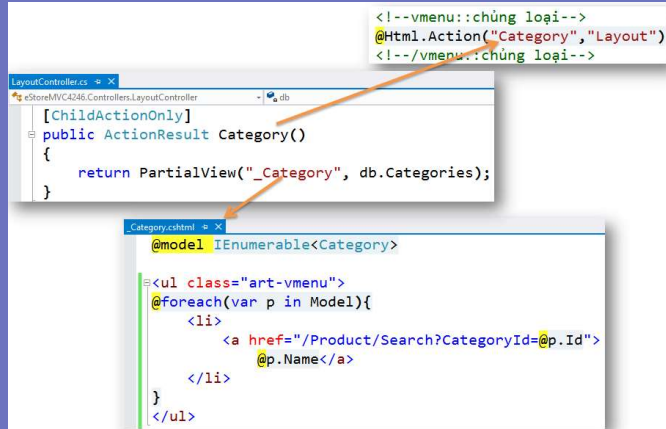 <!--vmenu::chủng loại-->
@Html.Action("Category","Layout")
<!--/vmenu::chủng loại-->
LayoutController.cs
eStoreMVC4246.Controllers.LayoutController
db
[ChildActionOnly]
public ActionResult Category()
{
return PartialView("_Category", db.Categories);
}
_Category.cshtml
@model IEnumerable<Category>
<ul class="art-vmenu">
@foreach(var p in Model){
<li>
<a href="/Product/Search?CategoryId=@p.Id">
@p.Name</a>
</li>
}
</ul>